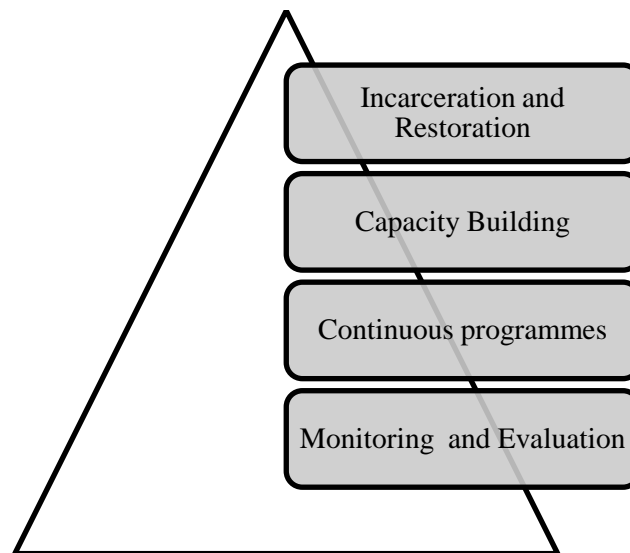 Incarceration and
Restoration
Capacity Building
Continuous programmes
Monitoring  and Evaluation